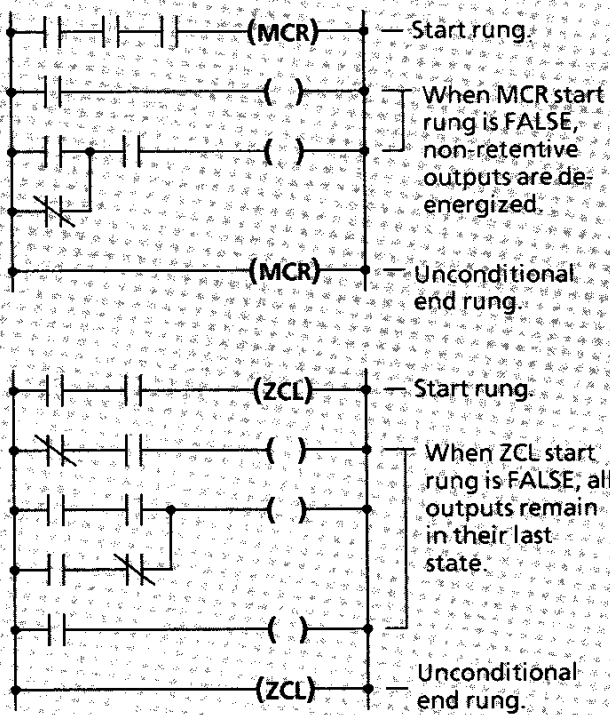 (MCR)
Start rung.
When MCR start
rung is FALSE,
non-retentive
outputs are de-
energized.
(MCR)
Unconditional
end rung.
(ZCL)
Start rung.
When ZCL start
rung is FALSE, all
outputs remain
in their last
state.
(ZCL)
Unconditional
end rung.